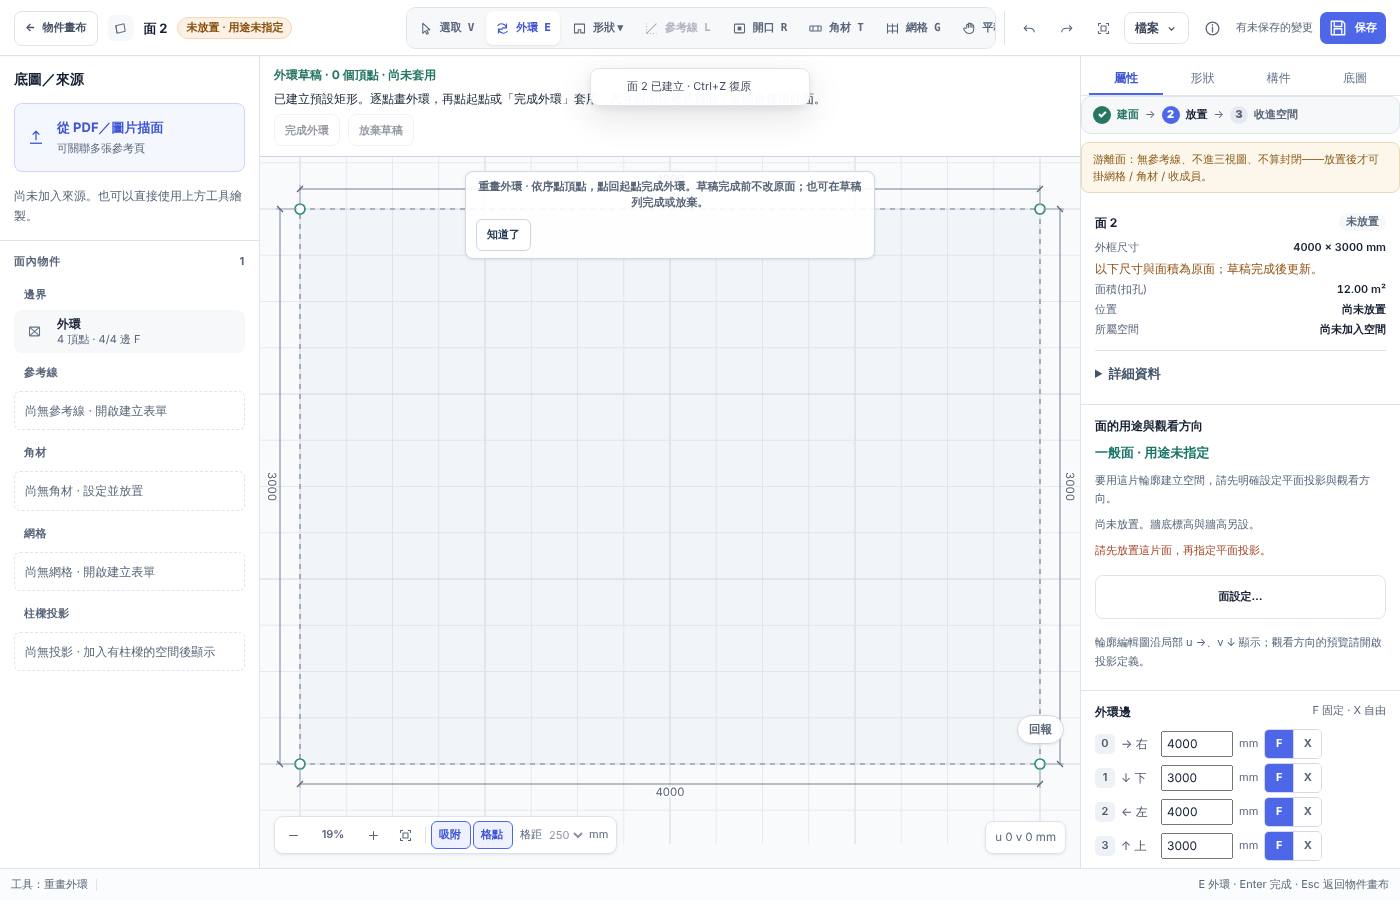 ← 物件畫布
面 2
未放置 · 用途未指定
選取 V
外環 E
形狀▾
參考線 L
開口 R
角材 T
網格 G
檔案
有未保存的變更
保存
底圖／來源
從 PDF／圖片描面
可關聯多張參考頁
尚未加入來源。也可以直接使用上方工具繪
製。
面內物件 1
邊界
外環
4 頂點 · 4/4 邊 F
參考線
尚無參考線 · 開啟建立表單
角材
尚無角材 · 設定並放置
網格
尚無網格 · 開啟建立表單
柱樑投影
尚無投影 · 加入有柱樑的空間後顯示
外環草稿 · 0 個頂點 · 尚未套用
已建立預設矩形。逐點畫外環，再點起點或「完成外環」套
面。
面 2 已建立 · Ctrl+Z 復原
完成外環
放棄草稿
重畫外環 · 依序點頂點，點回起點完成外環。草稿完成前不改原面；也可在草稿
列完成或放棄。
知道了
3000
3000
4000
回報
− 19% +
吸附
格點
格距 250 mm
u 0 v 0 mm
屬性
形狀
構件
底圖
建面 → 2 放置 → 3 收進空間
游離面：無參考線、不進三視圖、不算封閉——放置後才可
掛網格 / 角材 / 收成員。
面 2 未放置
外框尺寸 4000 × 3000 mm
以下尺寸與面積為原面；草稿完成後更新。
面積(扣孔) 12.00 m²
位置 尚未放置
所屬空間 尚未加入空間
▶ 詳細資料
面的用途與觀看方向
一般面 · 用途未指定
要用這片輪廓建立空間，請先明確設定平面投影與觀看方
向。
尚未放置。牆底標高與牆高另設。
請先放置這片面，再指定平面投影。
面設定...
輪廓編輯圖沿局部 u →、v ↓ 顯示；觀看方向的預覽請開啟
投影定義。
外環邊 F 固定 · X 自由
0 → 右 4000 mm F X
1 ↓ 下 3000 mm F X
2 ← 左 4000 mm F X
3 ↑ 上 3000 mm F X
工具：重畫外環
E 外環 · Enter 完成 · Esc 返回物件畫布